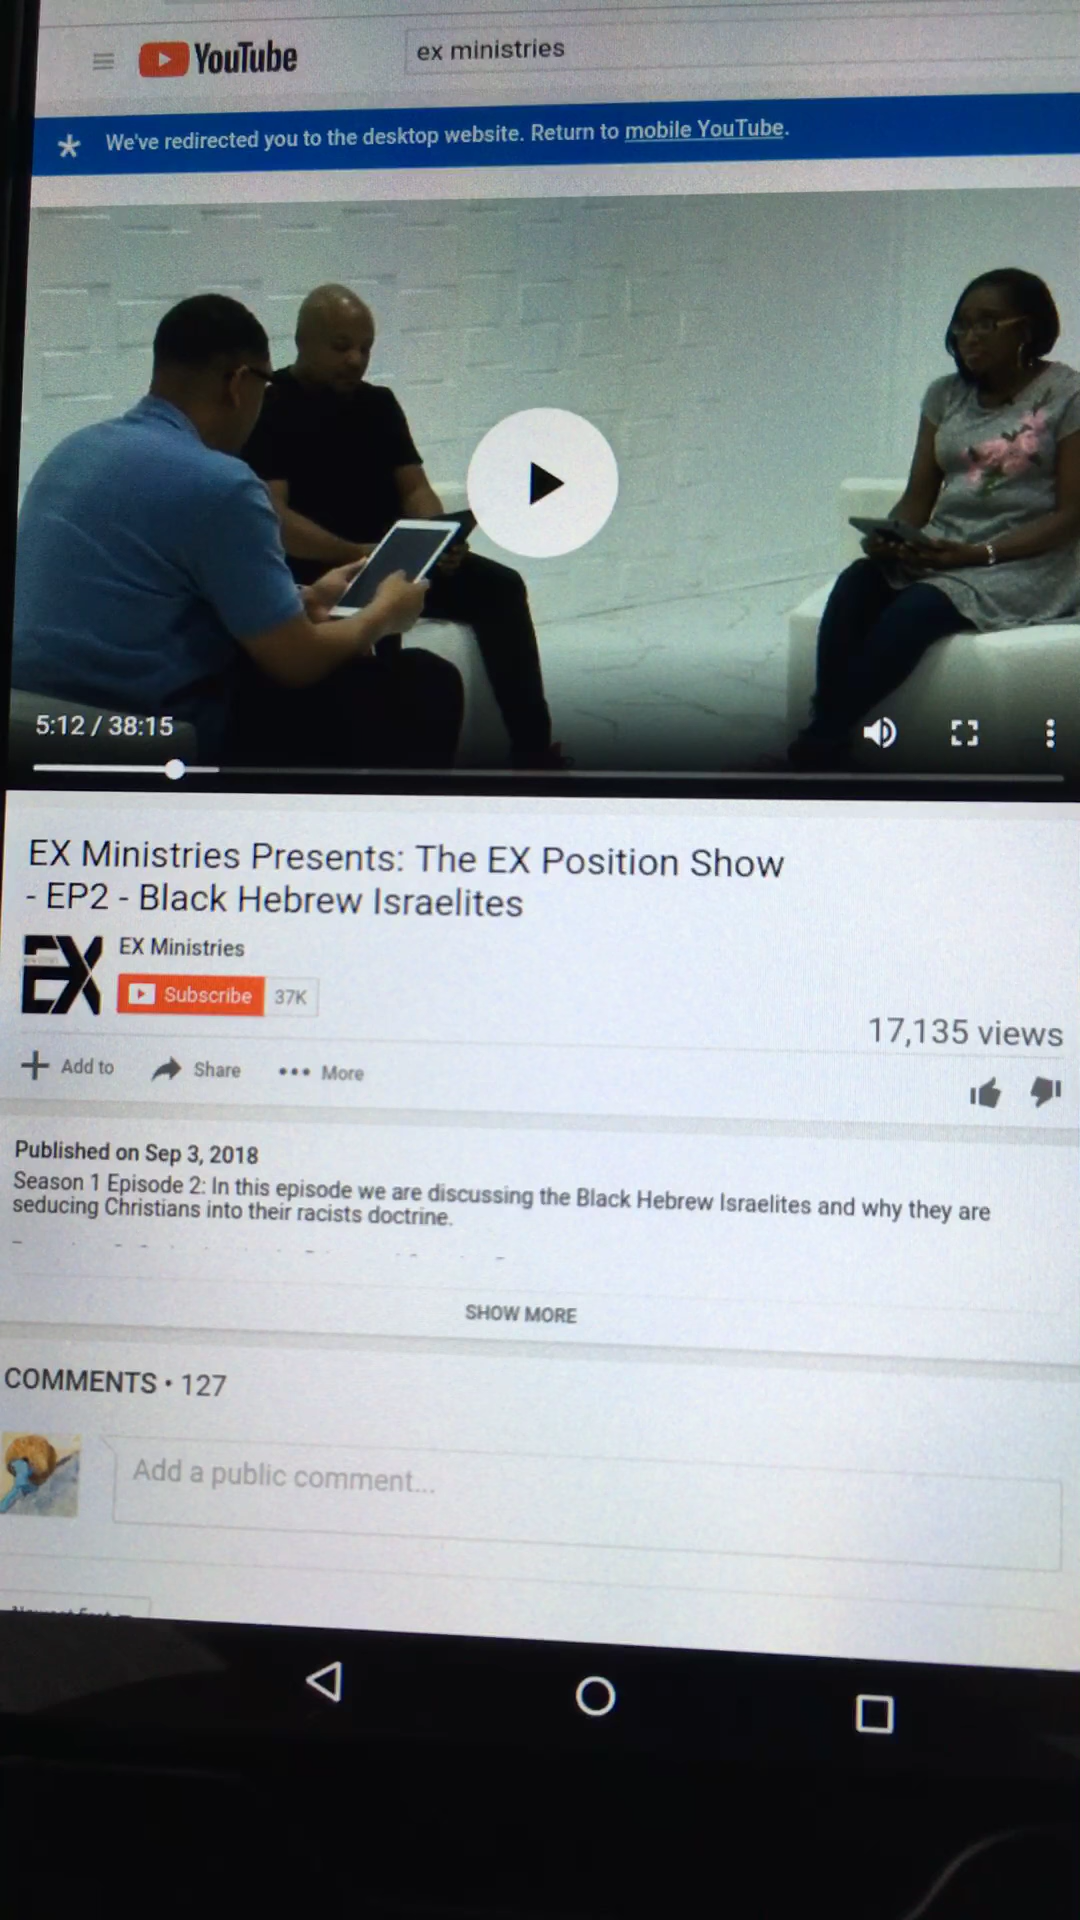 YouTube
ex ministries
We've redirected you to the desktop website. Return to mobile YouTube.
5:12 / 38:15
EX Ministries Presents: The EX Position Show
- EP2 - Black Hebrew Israelites
EX
EX Ministries
Subscribe 37K
17,135 views
Add to Share More
Published on Sep 3, 2018
Season 1 Episode 2: In this episode we are discussing the Black Hebrew Israelites and why they are
seducing Christians into their racists doctrine.
SHOW MORE
COMMENTS • 127
Add a public comment...